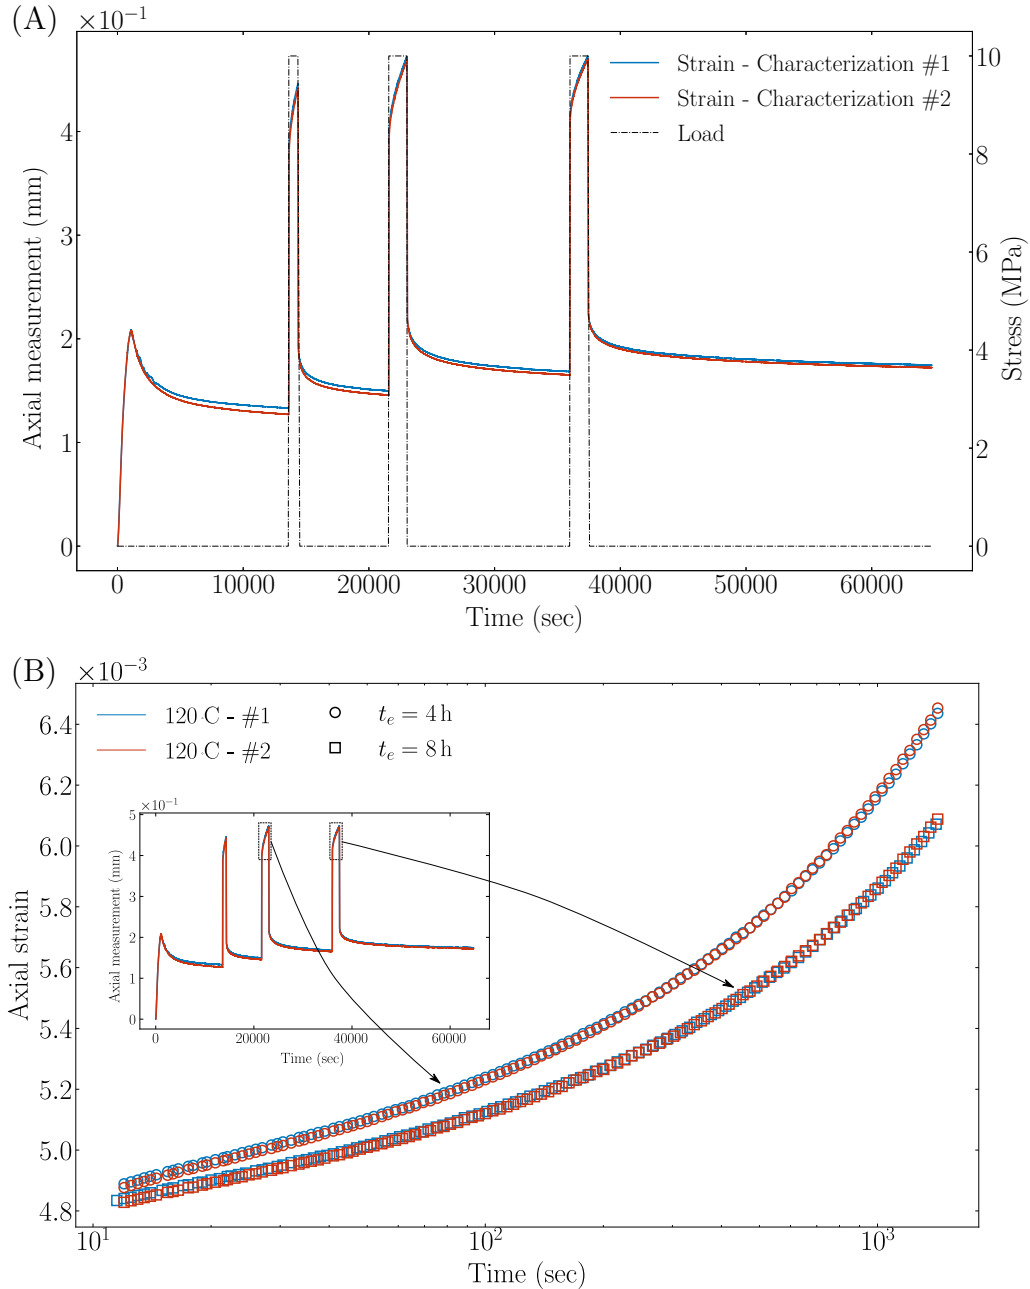 (A)
×10⁻¹
Strain - Characterization #1
Strain - Characterization #2
Load
Axial measurement (mm)
4
3
2
1
0
10
8
6
4
2
0
Stress (MPa)
0 10000 20000 30000 40000 50000 60000
Time (sec)
(B)
×10⁻³
120 C - #1
120 C - #2
tₑ = 4 h
tₑ = 8 h
Axial strain
6.4
6.2
6.0
5.8
5.6
5.4
5.2
5.0
4.8
×10⁻¹
5
4
3
2
1
0
Axial measurement (mm)
0 20000 40000 60000
Time (sec)
10¹ 10² 10³
Time (sec)